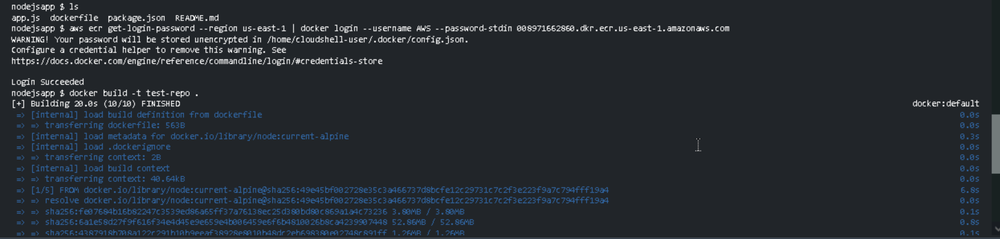 nodejsapp $ ls
app.js  dockerfile  package.json  README.md
nodejsapp $ aws ecr get-login-password --region us-east-1 | docker login --username AWS --password-stdin 008971662860.dkr.ecr.us-east-1.amazonaws.com
WARNING! Your password will be stored unencrypted in /home/cloudshell-user/.docker/config.json.
Configure a credential helper to remove this warning. See
https://docs.docker.com/engine/reference/commandline/login/#credentials-store
Login Succeeded
nodejsapp $ docker build -t test-repo .
[+] Building 20.0s (10/10) FINISHED docker:default
=> [internal] load build definition from dockerfile 0.0s
=> => transferring dockerfile: 563B 0.0s
=> [internal] load metadata for docker.io/library/node:current-alpine 0.3s
=> [internal] load .dockerignore 0.0s
=> => transferring context: 2B 0.0s
=> [internal] load build context 0.0s
=> => transferring context: 40.64kB 0.0s
=> [1/5] FROM docker.io/library/node:current-alpine@sha256:49e45bf002728e35c3a466737d8bcfe12c29731c7c2f3e223f9a7c794fff19a4 6.8s
=> => resolve docker.io/library/node:current-alpine@sha256:49e45bf002728e35c3a466737d8bcfe12c29731c7c2f3e223f9a7c794fff19a4 0.0s
=> => sha256:fe07684b16b82247c3539ed86a65ff37a76138ec25d380bd80c869a1a4c73236 3.80MB / 3.80MB 0.1s
=> => sha256:6a1e58d27f9f616f34e4d45e9e659e4b006459e6f6b4810026b8ca4239907448 52.86MB / 52.86MB 0.8s
=> => sha256:4387918b708a122c291b10b9eeaf38928e8010b48dc2eb698380e02748c891ff 1.26MB / 1.26MB 0.1s